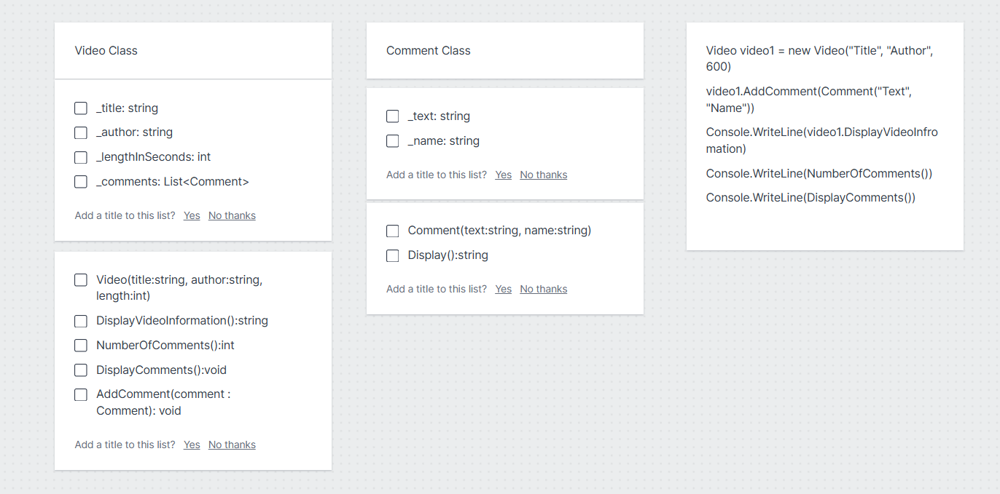 Video Class
_title: string
_author: string
_lengthInSeconds: int
_comments: List<Comment>
Add a title to this list? Yes No thanks
Video(title:string, author:string,
length:int)
DisplayVideoInformation():string
NumberOfComments():int
DisplayComments():void
AddComment(comment :
Comment): void
Add a title to this list? Yes No thanks
Comment Class
_text: string
_name: string
Add a title to this list? Yes No thanks
Comment(text:string, name:string)
Display():string
Add a title to this list? Yes No thanks
Video video1 = new Video("Title", "Author",
600)
video1.AddComment(Comment("Text",
"Name"))
Console.WriteLine(video1.DisplayVideoInfro
mation)
Console.WriteLine(NumberOfComments())
Console.WriteLine(DisplayComments())